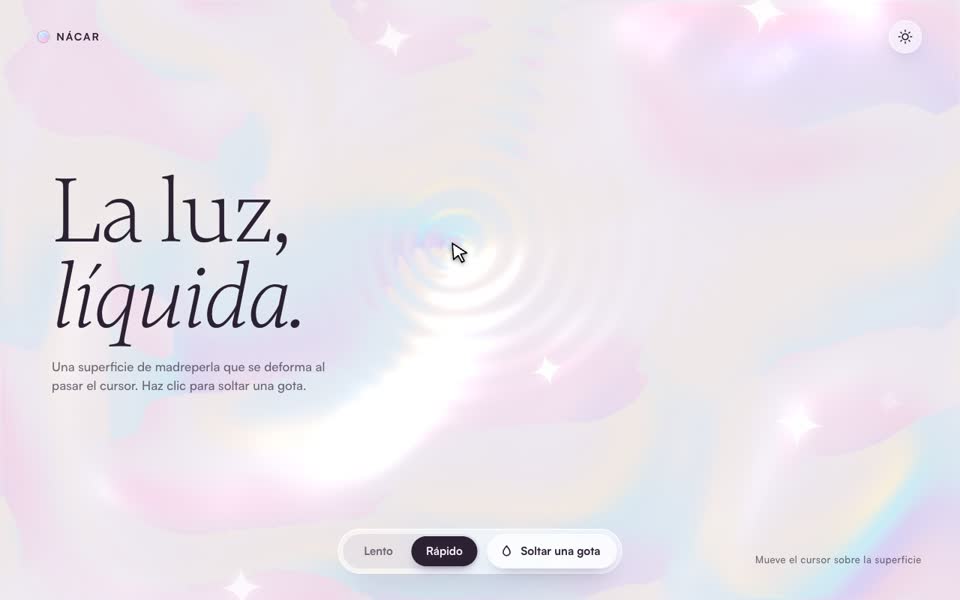 NÁCAR
La luz,
líquida.
Una superficie de madreperla que se deforma al
pasar el cursor. Haz clic para soltar una gota.
Lento
Rápido
Soltar una gota
Mueve el cursor sobre la superficie